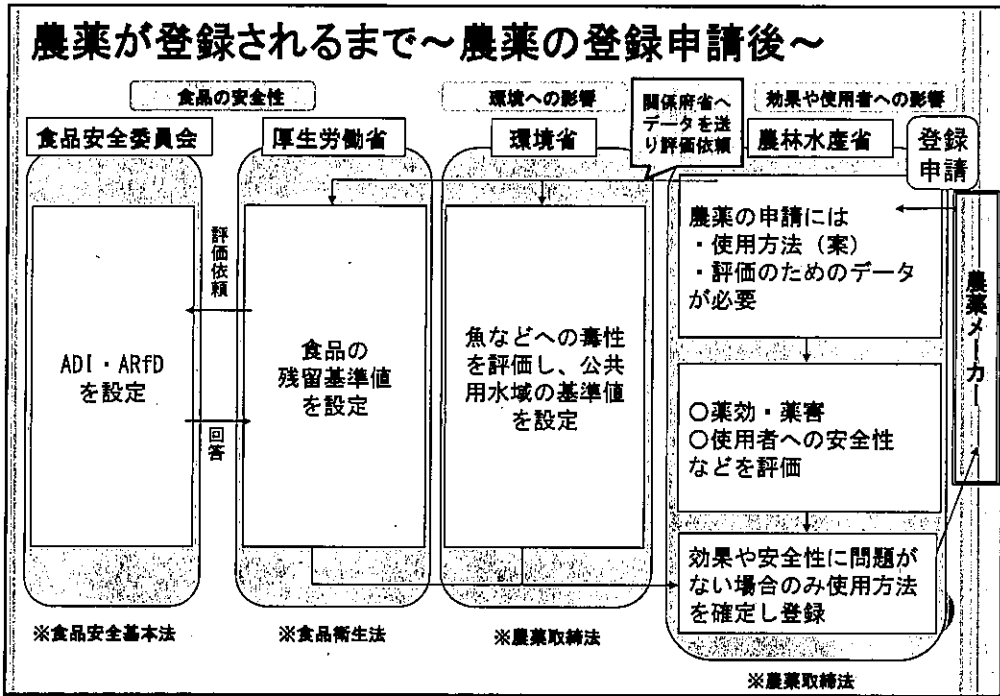 農薬が登録されるまで～農薬の登録申請後～
食品の安全性
環境への影響
関係府省へ
データを送
り評価依頼
効果や使用者への影響
食品安全委員会
厚生労働省
環境省
農林水産省
登録
申請
農薬メーカー
ADI・ARfD
を設定
評価依頼
回答
食品の
残留基準値
を設定
魚などへの毒性
を評価し、公共
用水域の基準値
を設定
農薬の申請には
・使用方法（案）
・評価のためのデータ
が必要
○薬効・薬害
○使用者への安全性
などを評価
効果や安全性に問題が
ない場合のみ使用方法
を確定し登録
※食品安全基本法
※食品衛生法
※農薬取締法
※農薬取締法